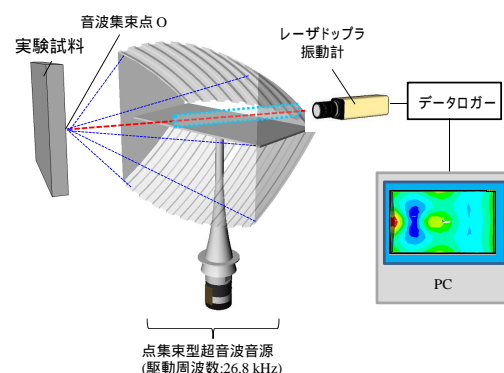 音波集束点 O
実験試料
レーザドップラ
振動計
データロガー
PC
点集束型超音波音源
(駆動周波数:26.8 kHz)